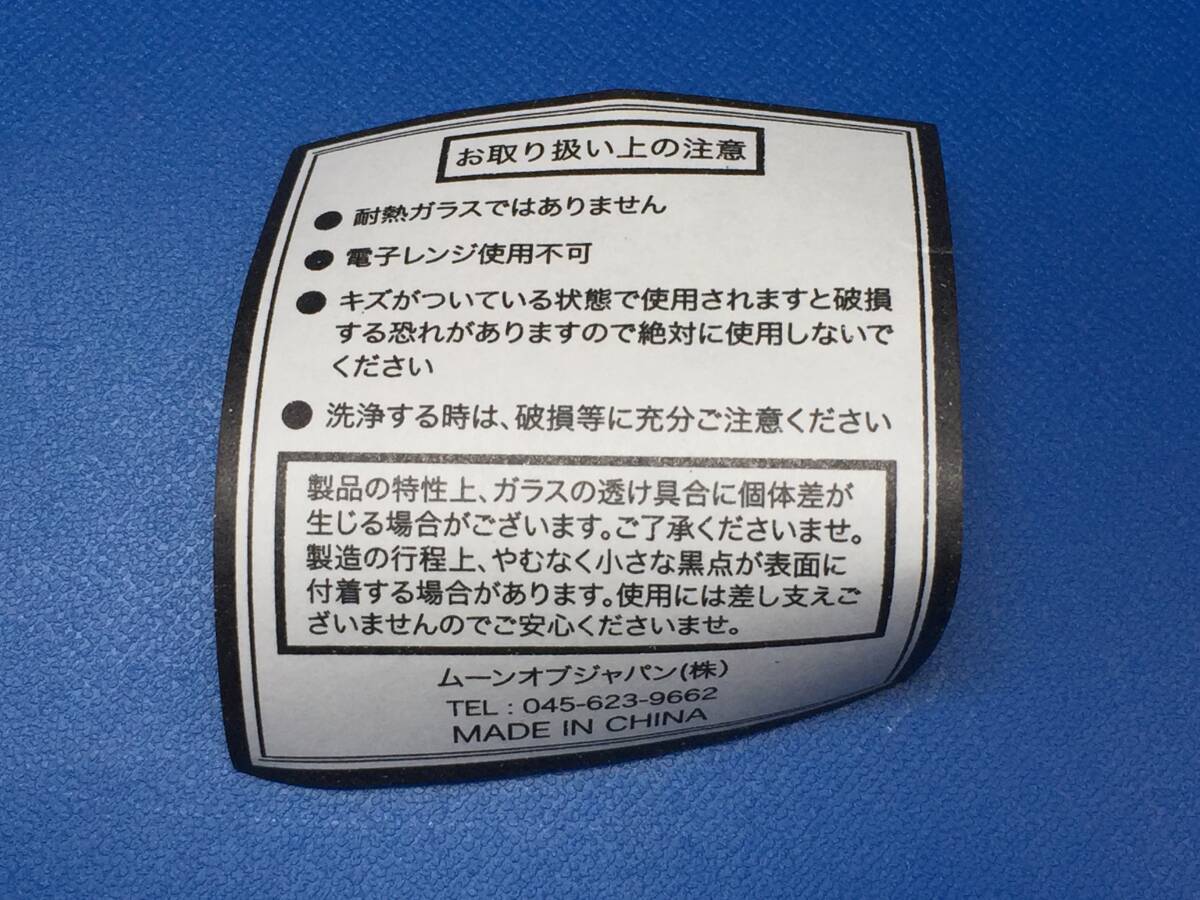 お取り扱い上の注意
● 耐熱ガラスではありません
● 電子レンジ使用不可
● キズがついている状態で使用されますと破損
する恐れがありますので絶対に使用しないで
ください
● 洗浄する時は、破損等に充分ご注意ください
製品の特性上、ガラスの透け具合に個体差が
生じる場合がございます。ご了承くださいませ。
製造の行程上、やむなく小さな黒点が表面に
付着する場合があります。使用には差し支えご
ざいませんのでご安心くださいませ。
ムーンオブジャパン(株)
TEL : 045-623-9662
MADE IN CHINA